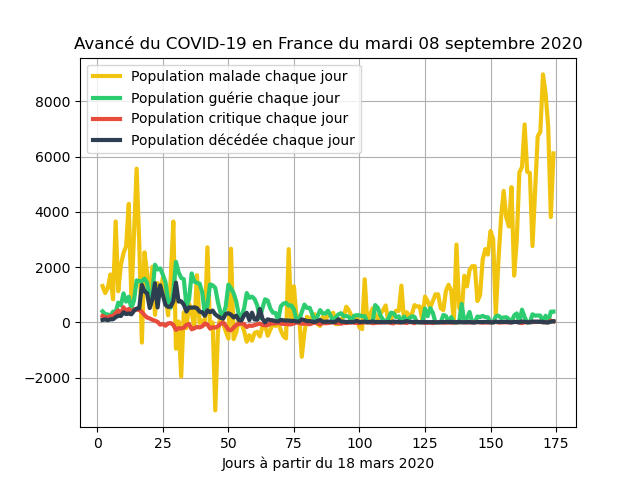 Avancé du COVID-19 en France du mardi 08 septembre 2020
Population malade chaque jour
Population guérie chaque jour
Population critique chaque jour
Population décédée chaque jour
8000
6000
4000
2000
0
−2000
0 25 50 75 100 125 150 175
Jours à partir du 18 mars 2020